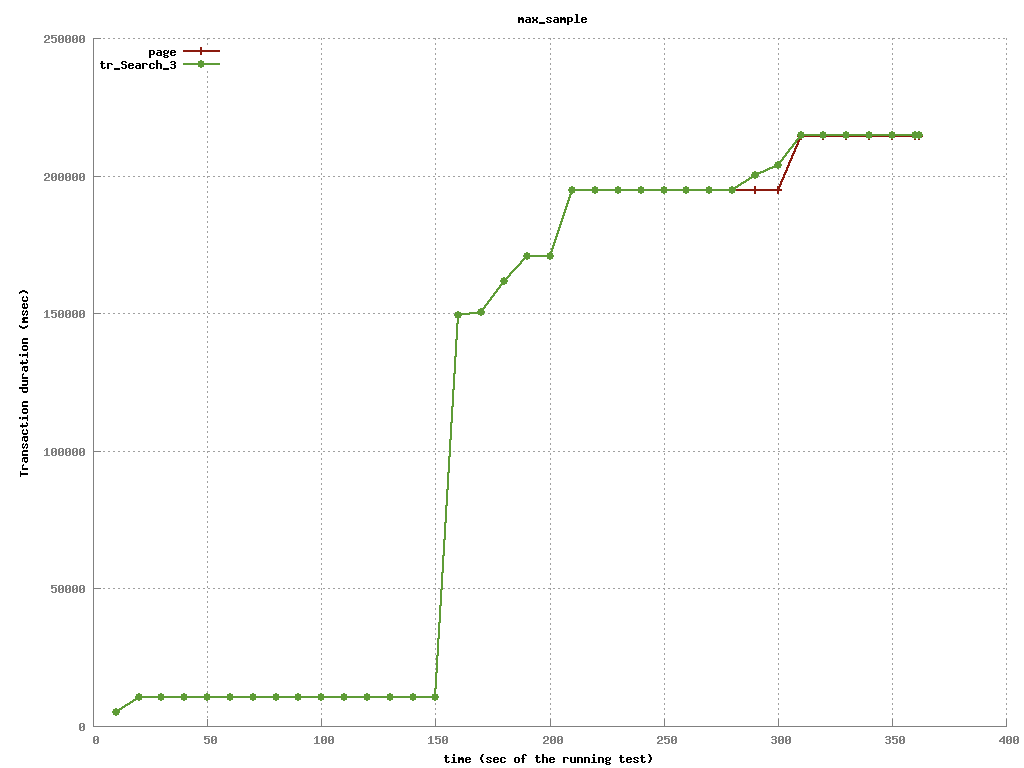 max_sample
250000
page
tr_Search_3
200000
150000
100000
50000
0
Transaction duration (msec)
0 50 100 150 200 250 300 350 400
time (sec of the running test)